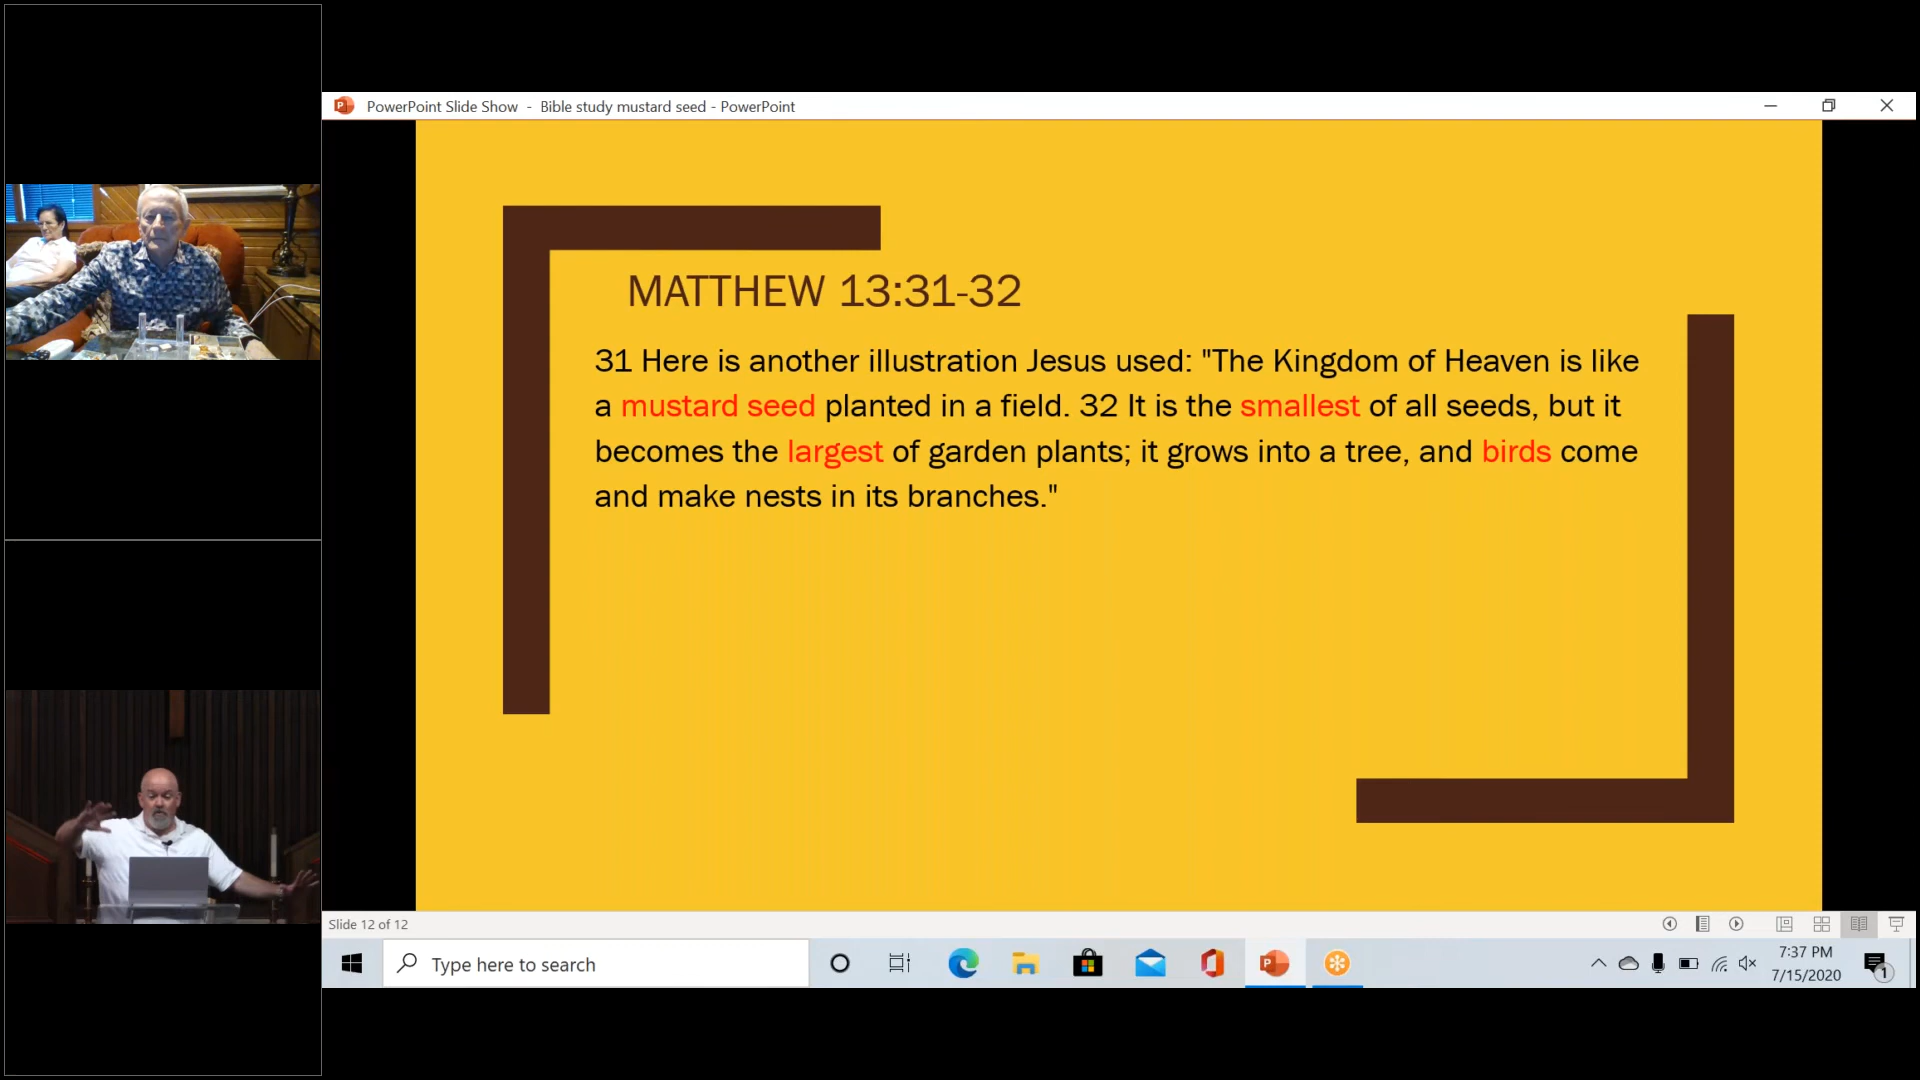 PowerPoint Slide Show - Bible study mustard seed - PowerPoint
MATTHEW 13:31-32
31 Here is another illustration Jesus used: "The Kingdom of Heaven is like
a mustard seed planted in a field. 32 It is the smallest of all seeds, but it
becomes the largest of garden plants; it grows into a tree, and birds come
and make nests in its branches."
Slide 12 of 12
Type here to search
7:37 PM
7/15/2020
1